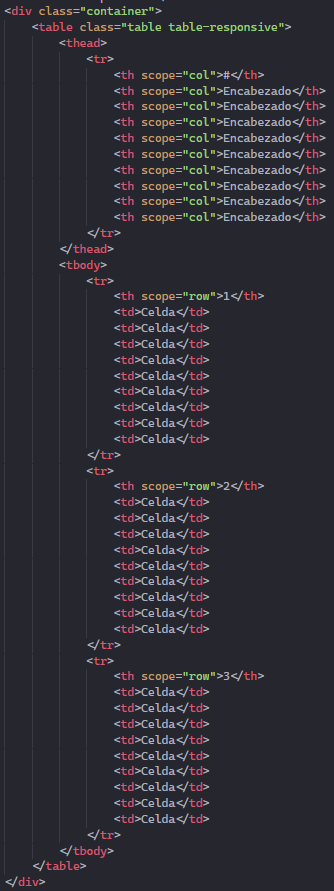 <div class="container">
<table class="table table-responsive">
<thead>
<tr>
<th scope="col">#</th>
<th scope="col">Encabezado</th>
<th scope="col">Encabezado</th>
<th scope="col">Encabezado</th>
<th scope="col">Encabezado</th>
<th scope="col">Encabezado</th>
<th scope="col">Encabezado</th>
<th scope="col">Encabezado</th>
<th scope="col">Encabezado</th>
<th scope="col">Encabezado</th>
</tr>
</thead>
<tbody>
<tr>
<th scope="row">1</th>
<td>Celda</td>
<td>Celda</td>
<td>Celda</td>
<td>Celda</td>
<td>Celda</td>
<td>Celda</td>
<td>Celda</td>
<td>Celda</td>
<td>Celda</td>
</tr>
<tr>
<th scope="row">2</th>
<td>Celda</td>
<td>Celda</td>
<td>Celda</td>
<td>Celda</td>
<td>Celda</td>
<td>Celda</td>
<td>Celda</td>
<td>Celda</td>
<td>Celda</td>
</tr>
<tr>
<th scope="row">3</th>
<td>Celda</td>
<td>Celda</td>
<td>Celda</td>
<td>Celda</td>
<td>Celda</td>
<td>Celda</td>
<td>Celda</td>
<td>Celda</td>
<td>Celda</td>
</tr>
</tbody>
</table>
</div>